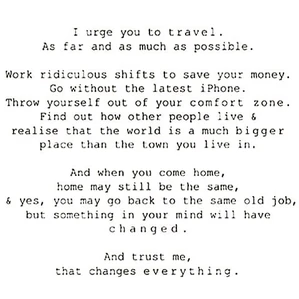 I urge you to travel.
As far and as much as possible.
Work ridiculous shifts to save your money.
Go without the latest iPhone.
Throw yourself out of your comfort zone.
Find out how other people live &
realise that the world is a much bigger
place than the town you live in.
And when you come home,
home may still be the same,
& yes, you may go back to the same old job,
but something in your mind will have
changed.
And trust me,
that changes everything.